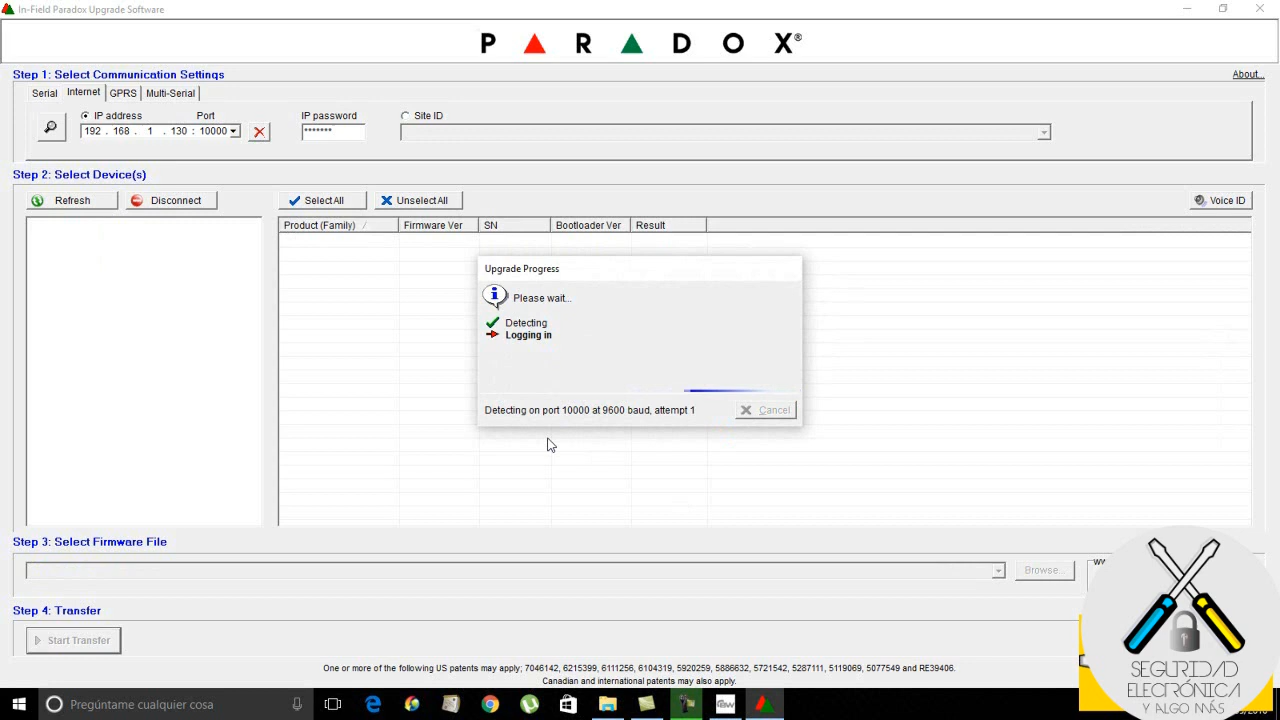 In-Field Paradox Upgrade Software
PARADOX®
Step 1: Select Communication Settings
About...
Serial Internet GPRS Multi-Serial
IP address Port IP password Site ID
192 . 168 . 1 . 130 : 10000 *******
Step 2: Select Device(s)
Refresh Disconnect Select All Unselect All Voice ID
Product (Family) Firmware Ver SN Bootloader Ver Result
Upgrade Progress
Please wait...
Detecting
Logging in
Detecting on port 10000 at 9600 baud, attempt 1 Cancel
Step 3: Select Firmware File
Browse...
Step 4: Transfer
Start Transfer
One or more of the following US patents may apply; 7046142, 6215399, 6111256, 6104319, 5920259, 5886632, 5721542, 5287111, 5119069, 5077549 and RE39406.
Canadian and international patents may also apply.
SEGURIDAD
ELECTRÓNICA
Y ALGO MÁS
Pregúntame cualquier cosa